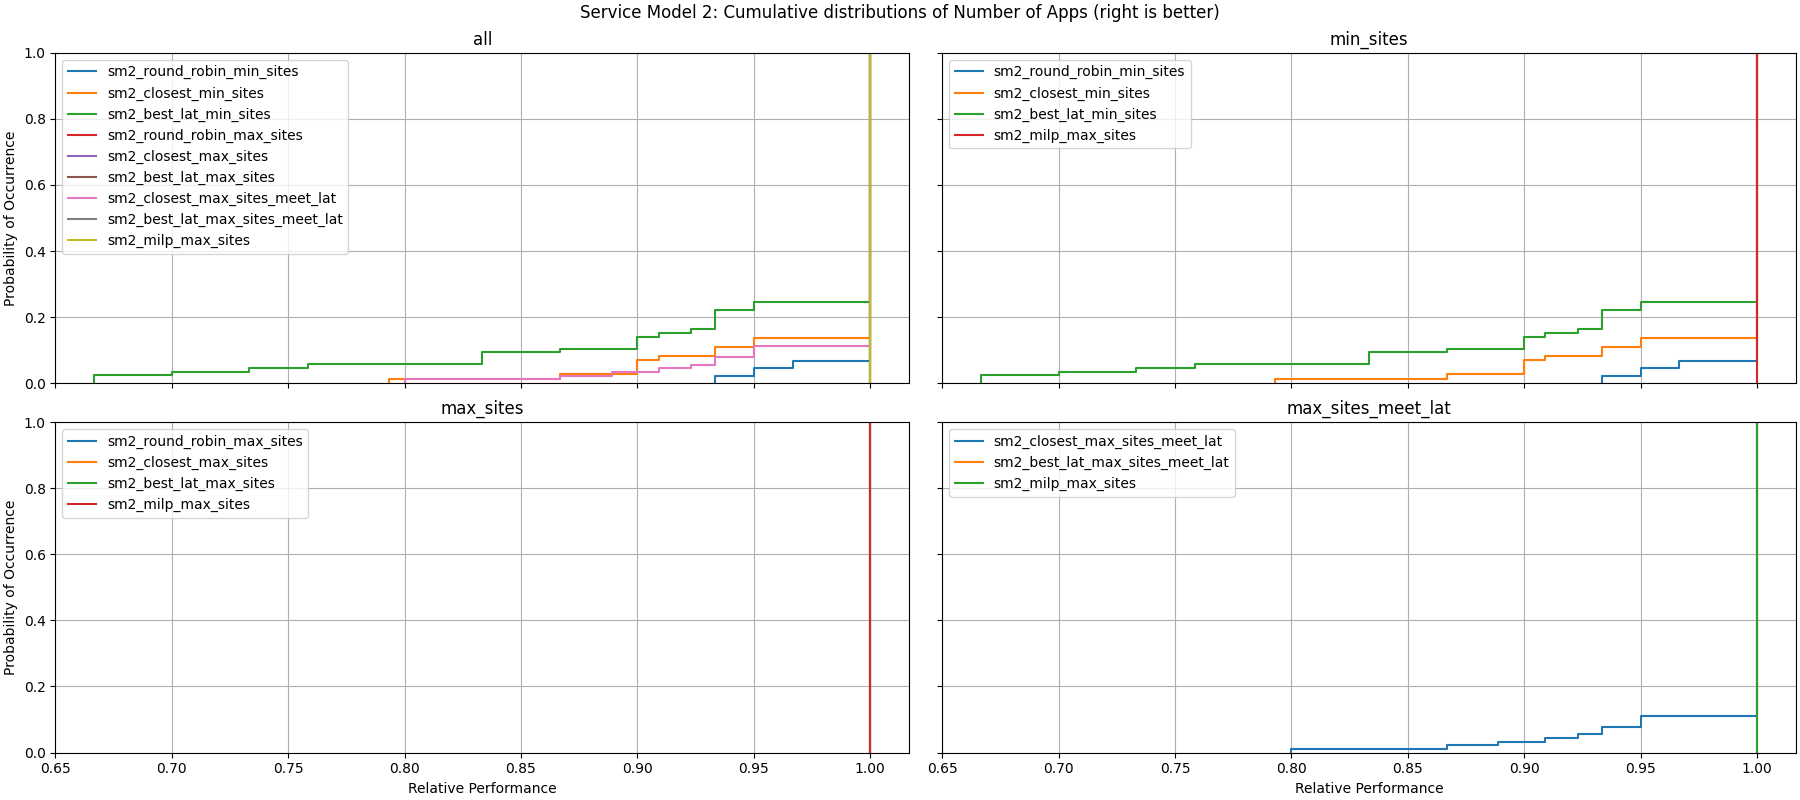 Service Model 2: Cumulative distributions of Number of Apps (right is better)
all
1.0
0.8
0.6
0.4
0.2
0.0
Probability of Occurrence
sm2_round_robin_min_sites
sm2_closest_min_sites
sm2_best_lat_min_sites
sm2_round_robin_max_sites
sm2_closest_max_sites
sm2_best_lat_max_sites
sm2_closest_max_sites_meet_lat
sm2_best_lat_max_sites_meet_lat
sm2_milp_max_sites
min_sites
sm2_round_robin_min_sites
sm2_closest_min_sites
sm2_best_lat_min_sites
sm2_milp_max_sites
max_sites
1.0
0.8
0.6
0.4
0.2
0.0
Probability of Occurrence
sm2_round_robin_max_sites
sm2_closest_max_sites
sm2_best_lat_max_sites
sm2_milp_max_sites
0.65 0.70 0.75 0.80 0.85 0.90 0.95 1.00
Relative Performance
max_sites_meet_lat
sm2_closest_max_sites_meet_lat
sm2_best_lat_max_sites_meet_lat
sm2_milp_max_sites
0.65 0.70 0.75 0.80 0.85 0.90 0.95 1.00
Relative Performance